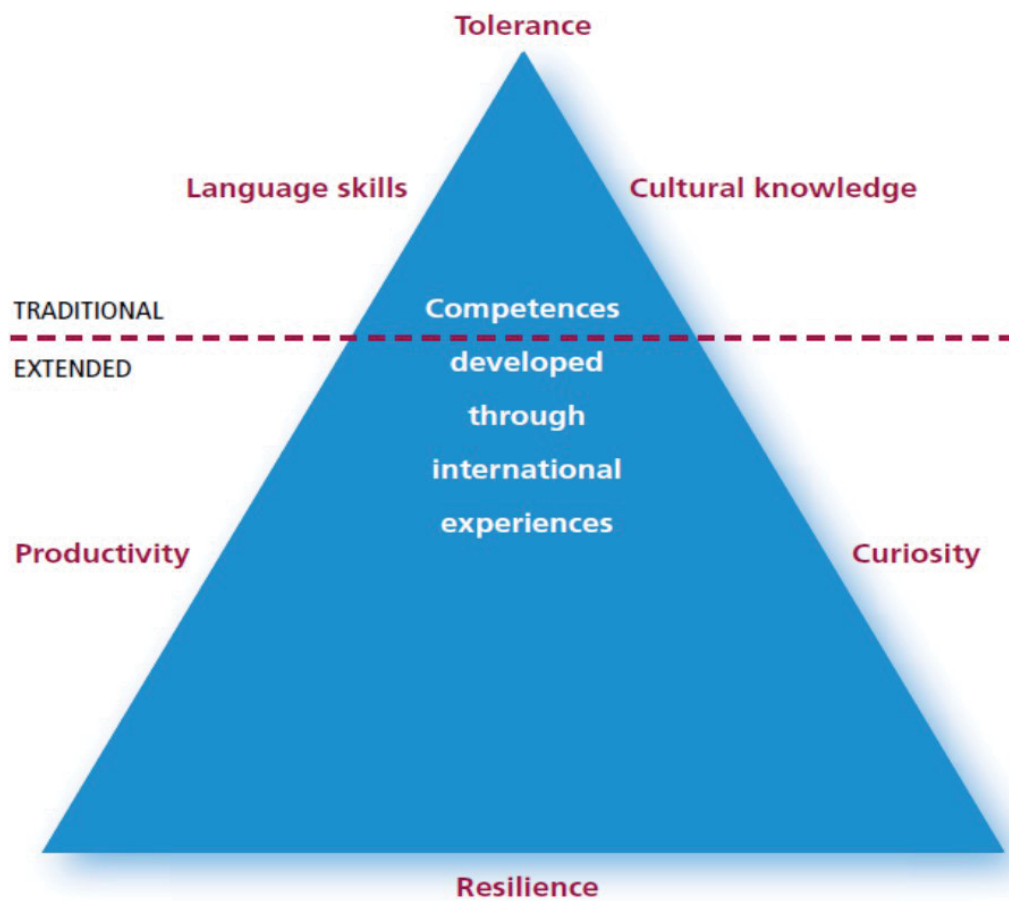 Tolerance
Language skills
Cultural knowledge
TRADITIONAL
Competences
EXTENDED
developed
through
international
experiences
Productivity
Curiosity
Resilience